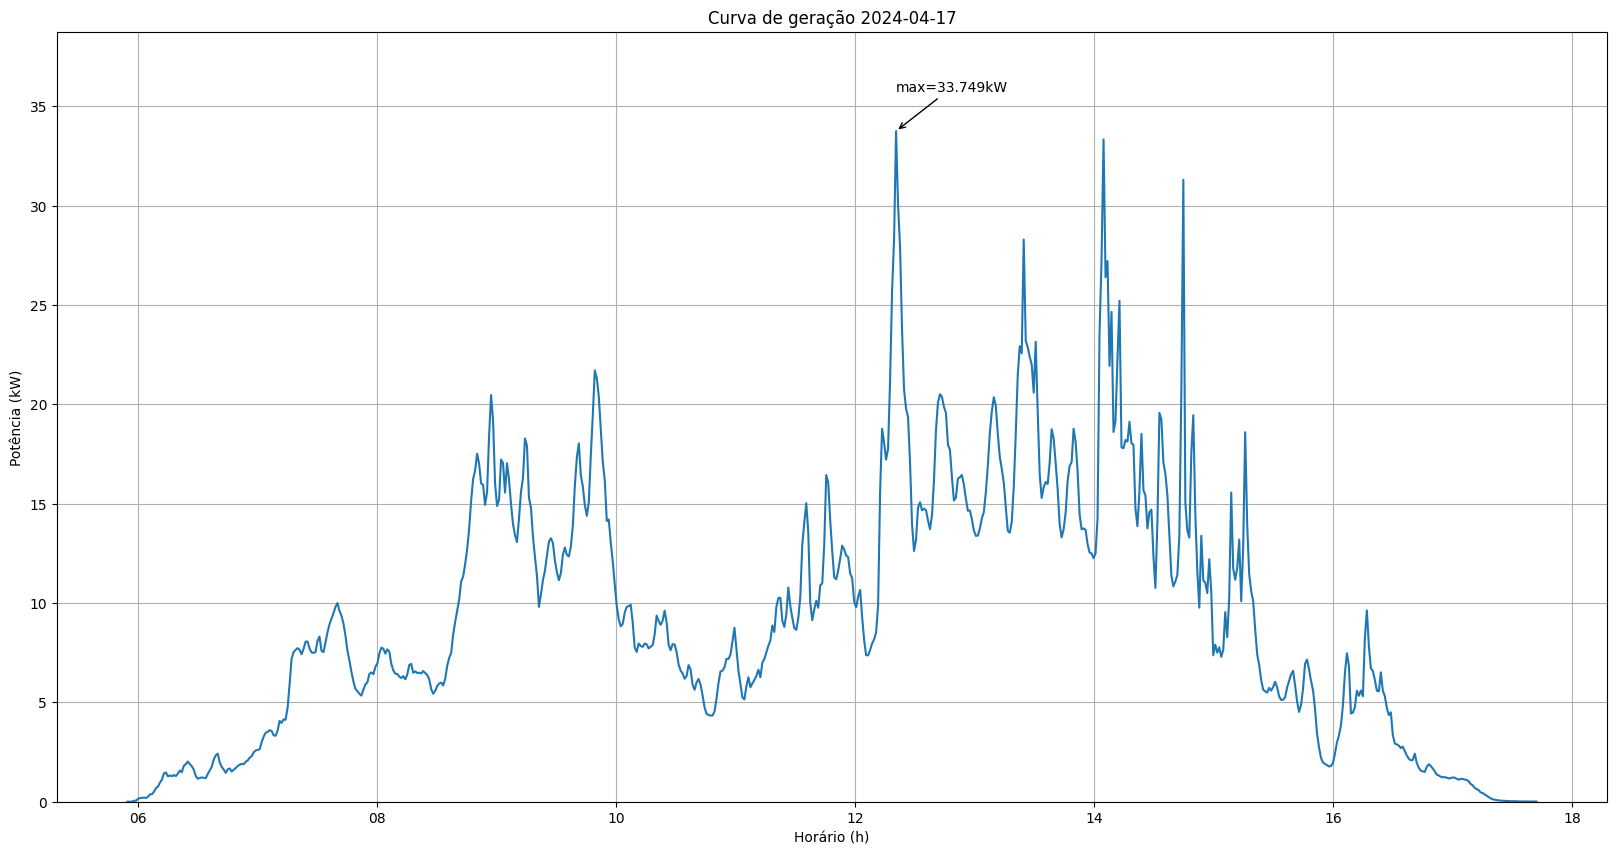 Curva de geração 2024-04-17
max=33.749kW
Potência (kW)
35
30
25
20
15
10
5
0
06 08 10 12 14 16 18
Horário (h)